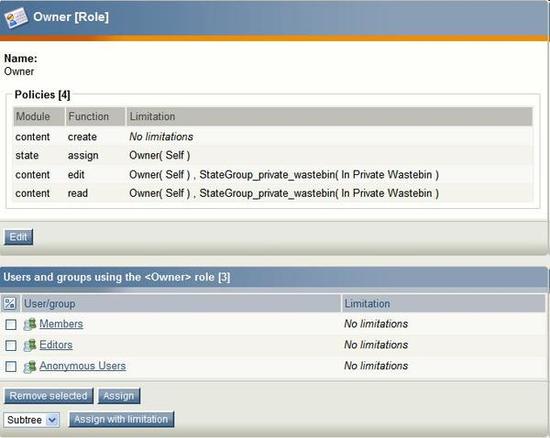 Owner [Role]
Name:
Owner
Policies [4]
Module Function Limitation
content create No limitations
state assign Owner( Self )
content edit Owner( Self ) , StateGroup_private_wastebin( In Private Wastebin )
content read Owner( Self ) , StateGroup_private_wastebin( In Private Wastebin )
Edit
Users and groups using the <Owner> role [3]
User/group Limitation
Members No limitations
Editors No limitations
Anonymous Users No limitations
Remove selected Assign
Subtree Assign with limitation